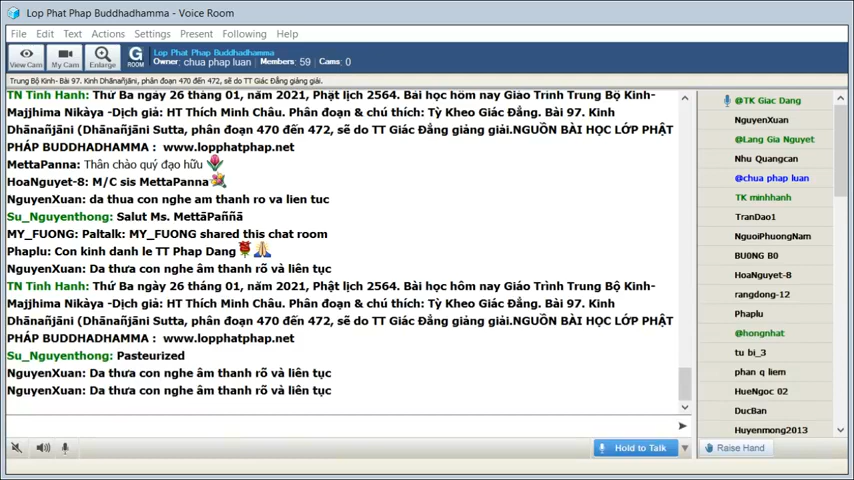 Lop Phat Phap Buddhadhamma - Voice Room
File Edit Text Actions Settings Present Following Help
View Cam My Cam Enlarge G ROOM
Lop Phat Phap Buddhadhamma
Owner: chua phap luan Members: 59 Cams: 0
Trung Bộ Kinh- Bài 97. Kinh Dhānañjāni, phân đoạn 470 đến 472, sẽ do TT Giác Đẳng giảng giải.
TN Tinh Hanh: Thứ Ba ngày 26 tháng 01, năm 2021, Phật lịch 2564. Bài học hôm nay Giáo Trình Trung Bộ Kinh-
Majjhima Nikàya -Dịch giả: HT Thích Minh Châu. Phân đoạn & chú thích: Tỳ Kheo Giác Đẳng. Bài 97. Kinh
Dhānañjāni (Dhānañjāni Sutta, phân đoạn 470 đến 472, sẽ do TT Giác Đẳng giảng giải.NGUỒN BÀI HỌC LỚP PHẬT
PHÁP BUDDHADHAMMA : www.lopphatphap.net
MettaPanna: Thân chào quý đạo hữu
HoaNguyet-8: M/C sis MettaPanna
NguyenXuan: da thua con nghe am thanh ro va lien tuc
Su_Nguyenthong: Salut Ms. MettāPaññā
MY_FUONG: Paltalk: MY_FUONG shared this chat room
Phaplu: Con kinh danh le TT Phap Dang
NguyenXuan: Da thưa con nghe âm thanh rõ và liên tục
TN Tinh Hanh: Thứ Ba ngày 26 tháng 01, năm 2021, Phật lịch 2564. Bài học hôm nay Giáo Trình Trung Bộ Kinh-
Majjhima Nikàya -Dịch giả: HT Thích Minh Châu. Phân đoạn & chú thích: Tỳ Kheo Giác Đẳng. Bài 97. Kinh
Dhānañjāni (Dhānañjāni Sutta, phân đoạn 470 đến 472, sẽ do TT Giác Đẳng giảng giải.NGUỒN BÀI HỌC LỚP PHẬT
PHÁP BUDDHADHAMMA : www.lopphatphap.net
Su_Nguyenthong: Pasteurized
NguyenXuan: Da thưa con nghe âm thanh rõ và liên tục
NguyenXuan: Da thưa con nghe âm thanh rõ và liên tục
@TK Giac Dang
NguyenXuan
@Lang Gia Nguyet
Nhu Quangcan
@chua phap luan
TK minhhanh
TranDao1
NguoiPhuongNam
BU0NG B0
HoaNguyet-8
rangdong-12
Phaplu
@hongnhat
tu bi_3
phan q liem
HueNgoc 02
DucBan
Huyenmong2013
Hold to Talk
Raise Hand